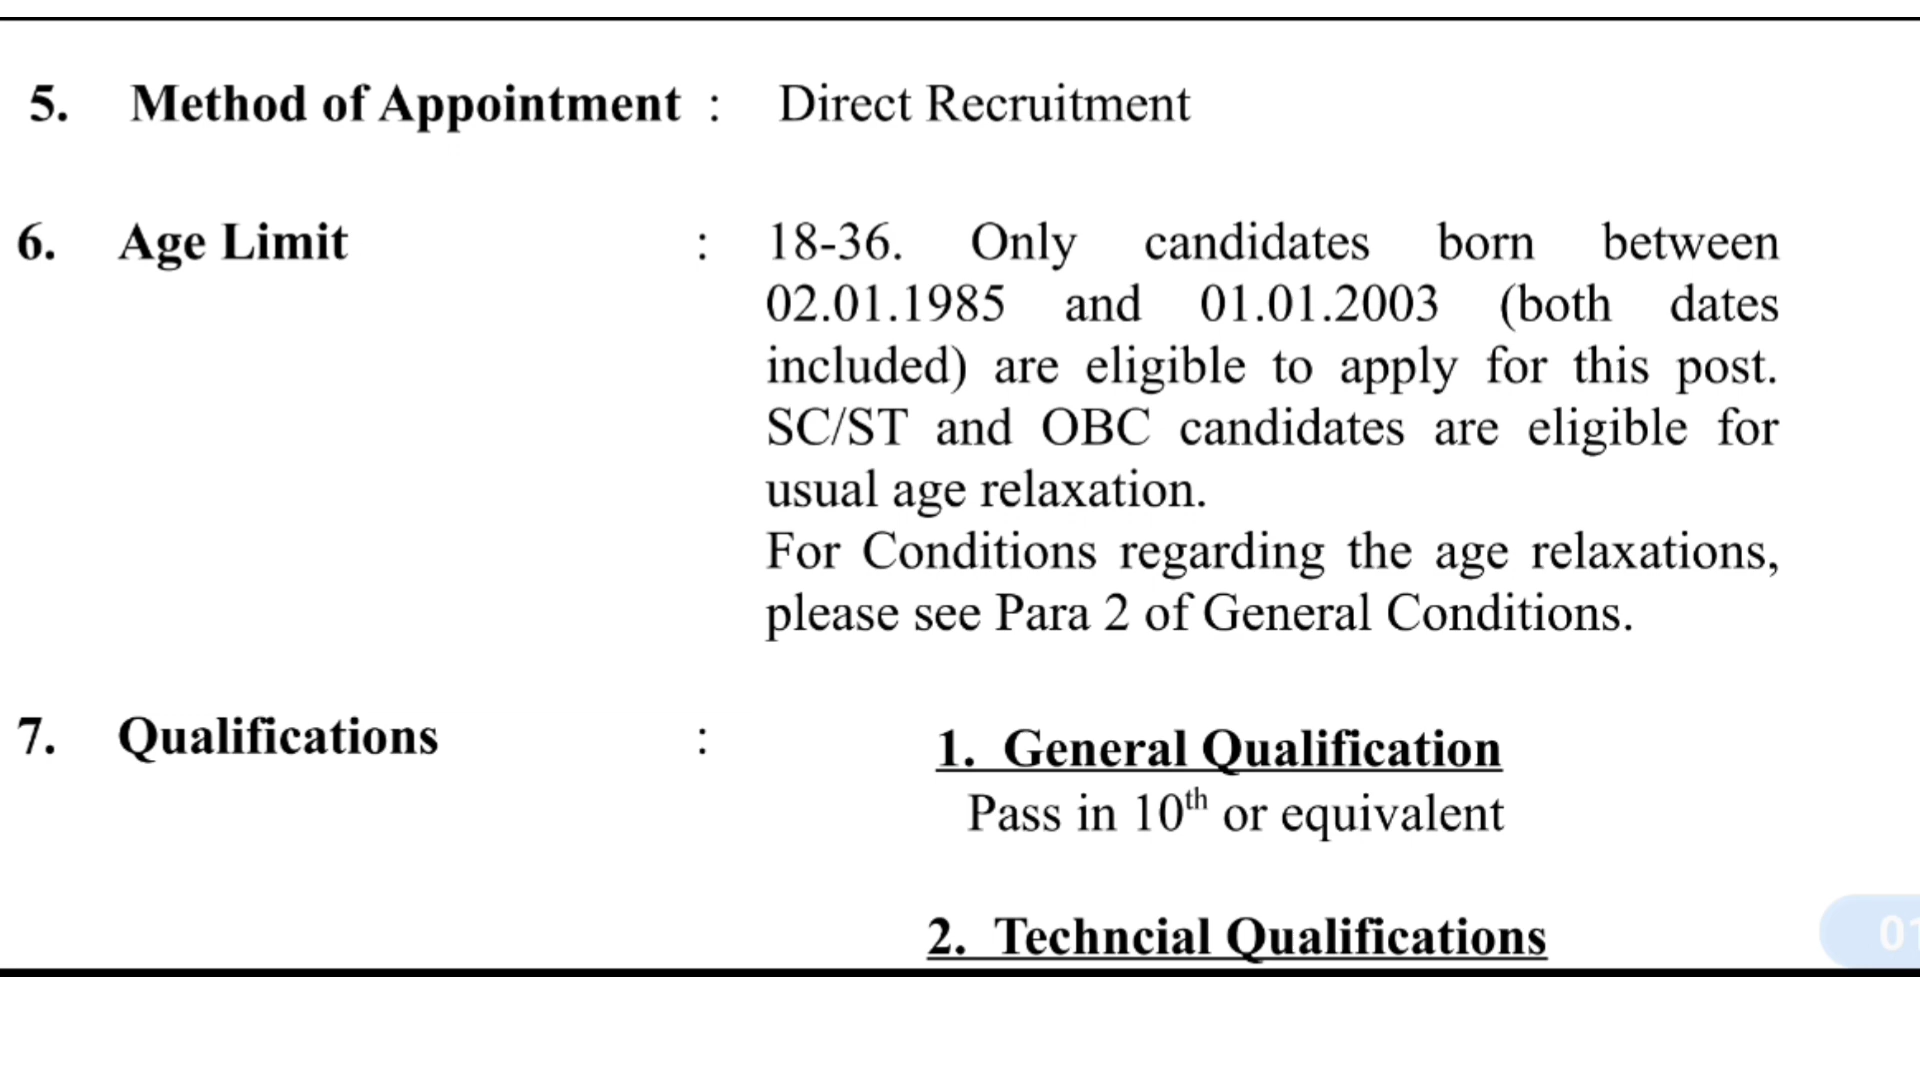 5. Method of Appointment : Direct Recruitment
6. Age Limit : 18-36. Only candidates born between
02.01.1985 and 01.01.2003 (both dates
included) are eligible to apply for this post.
SC/ST and OBC candidates are eligible for
usual age relaxation.
For Conditions regarding the age relaxations,
please see Para 2 of General Conditions.
7. Qualifications :
1. General Qualification
Pass in 10th or equivalent
2. Techncial Qualifications
01